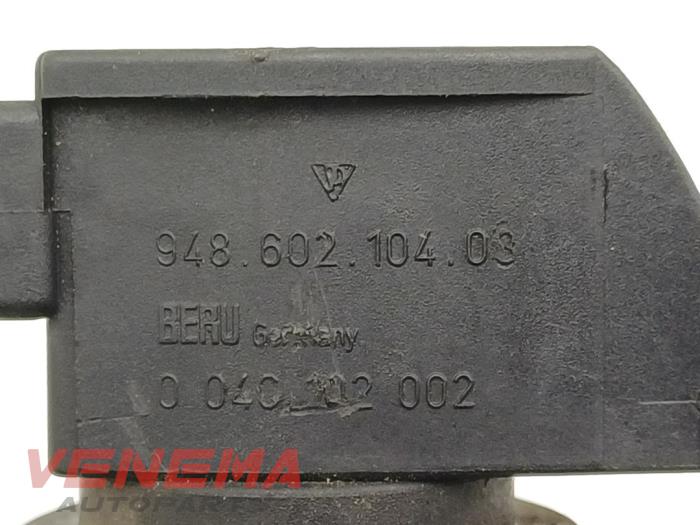 948.602.104.03
BERU Germany
0 040 102 002
VENEMA
AUTOPARTS